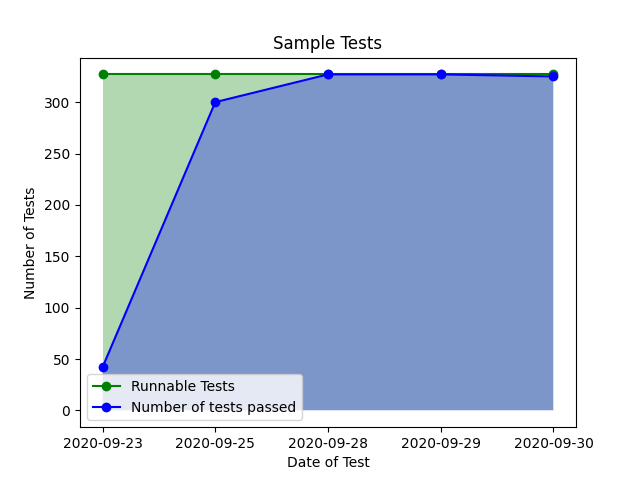 Sample Tests
Number of Tests
300
250
200
150
100
50
0
Runnable Tests
Number of tests passed
2020-09-23
2020-09-25
2020-09-28
2020-09-29
2020-09-30
Date of Test